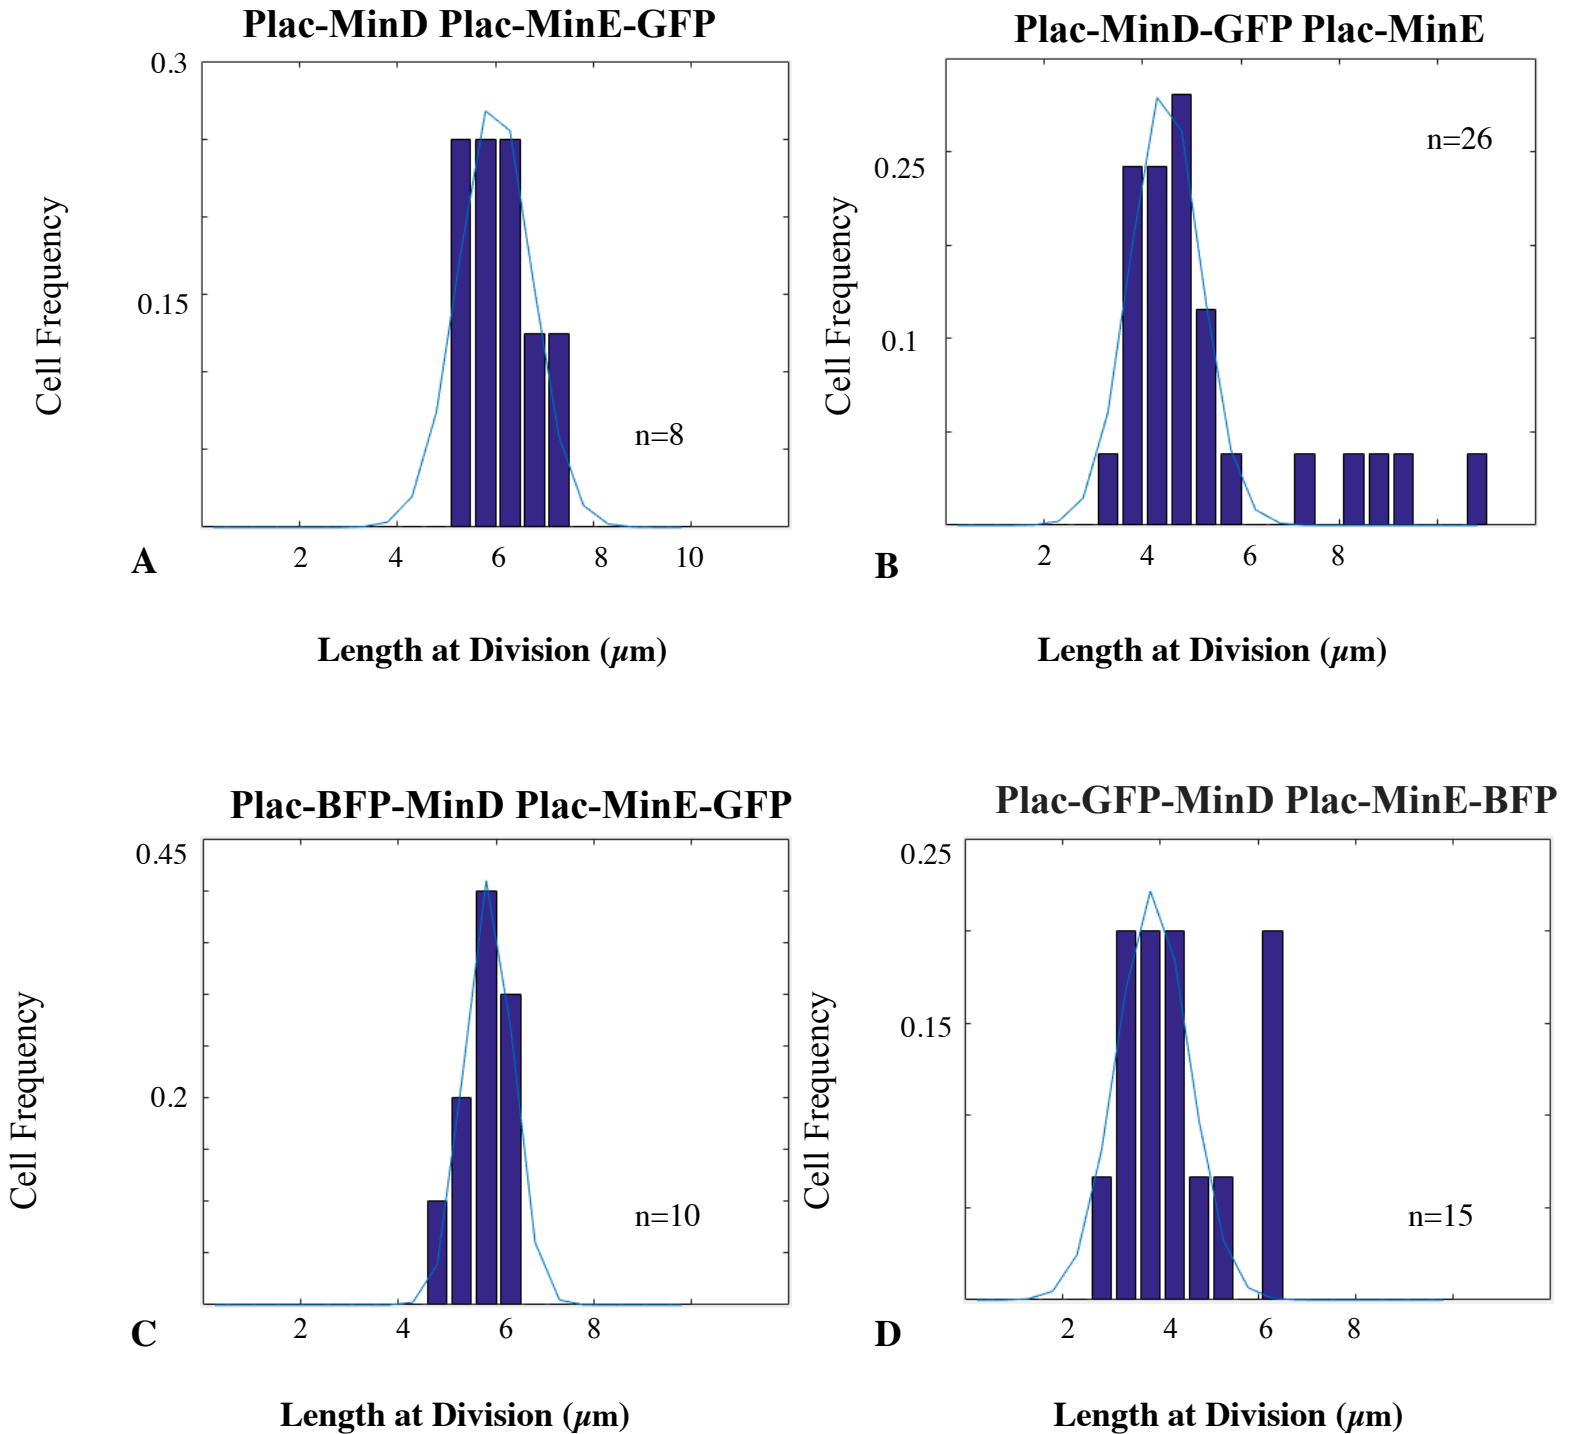 Plac-MinD Plac-MinE-GFP
0.3
0.15
Cell Frequency
n=8
2 4 6 8 10
A
Length at Division (µm)
Plac-MinD-GFP Plac-MinE
0.25
0.1
Cell Frequency
n=26
2 4 6 8
B
Length at Division (µm)
Plac-BFP-MinD Plac-MinE-GFP
0.45
0.2
Cell Frequency
n=10
2 4 6 8
C
Length at Division (µm)
Plac-GFP-MinD Plac-MinE-BFP
0.25
0.15
Cell Frequency
n=15
2 4 6 8
D
Length at Division (µm)